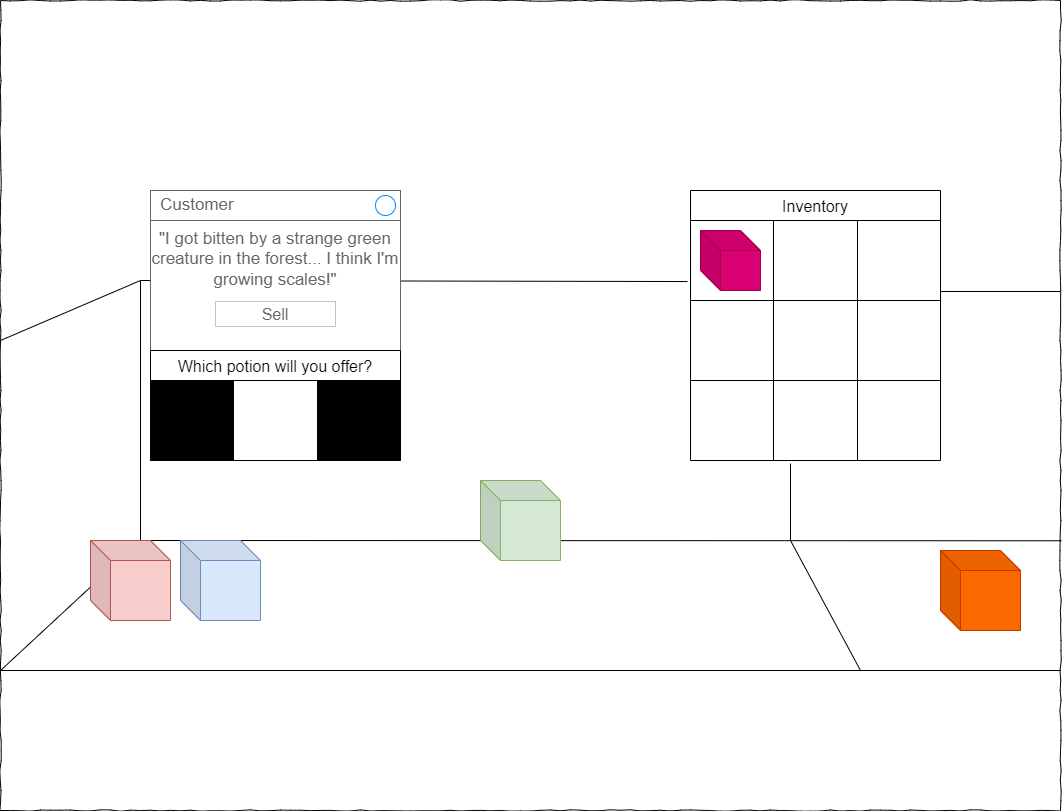 Customer
"I got bitten by a strange green
creature in the forest... I think I'm
growing scales!"
Sell
Which potion will you offer?
Inventory